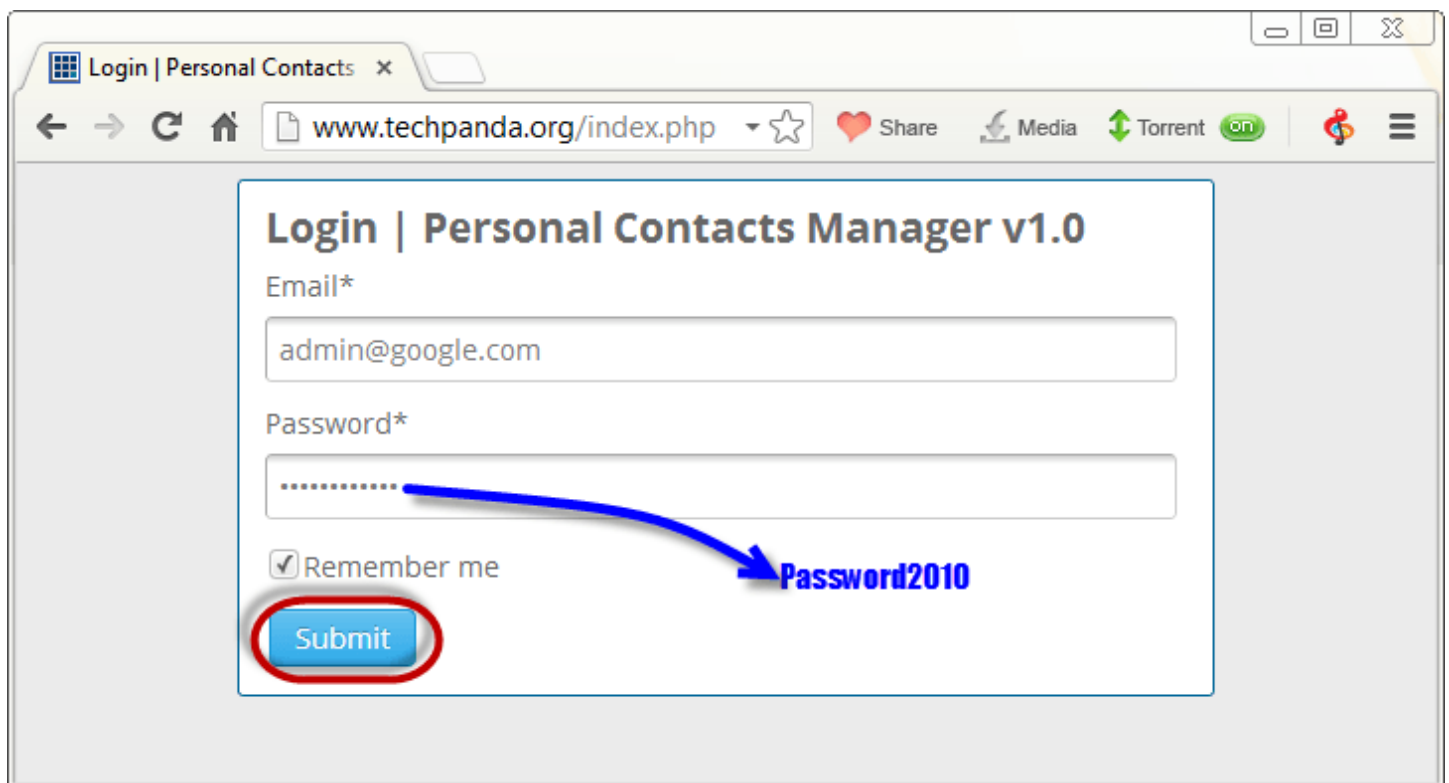 Login | Personal Contacts
www.techpanda.org/index.php Share Media Torrent on
Login | Personal Contacts Manager v1.0
Email*
admin@google.com
Password*
••••••••••••
Remember me
Password2010
Submit